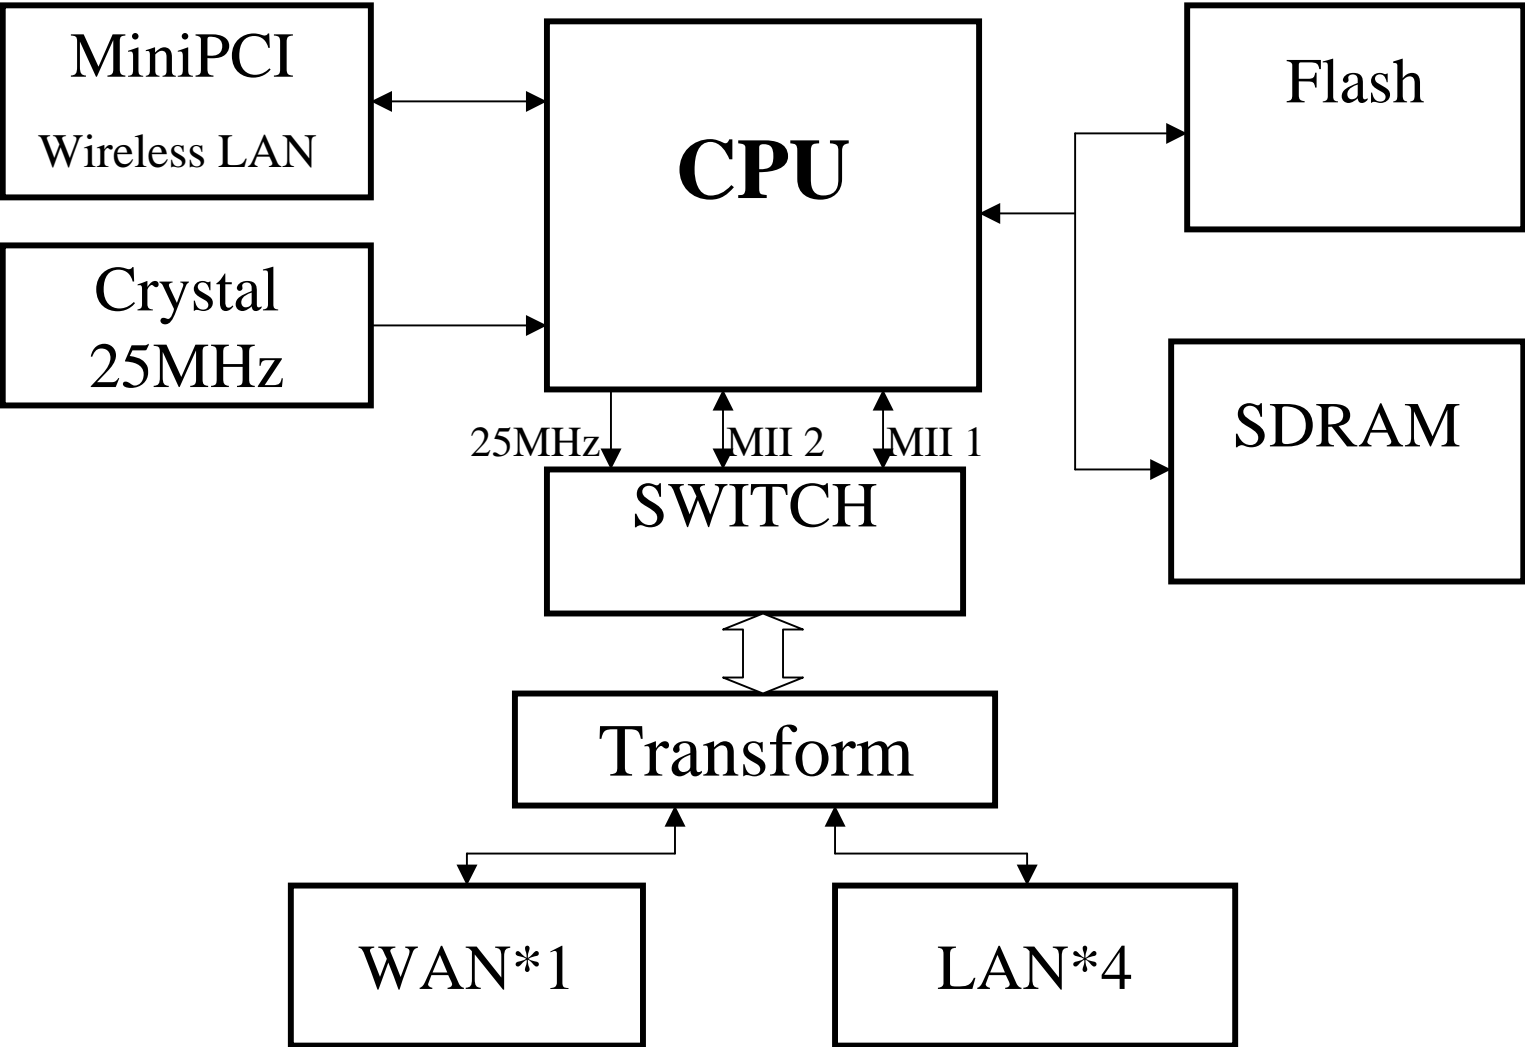 MiniPCI
Wireless LAN
CPU
Flash
Crystal
25MHz
SDRAM
25MHz
MII 2
MII 1
SWITCH
Transform
WAN*1
LAN*4